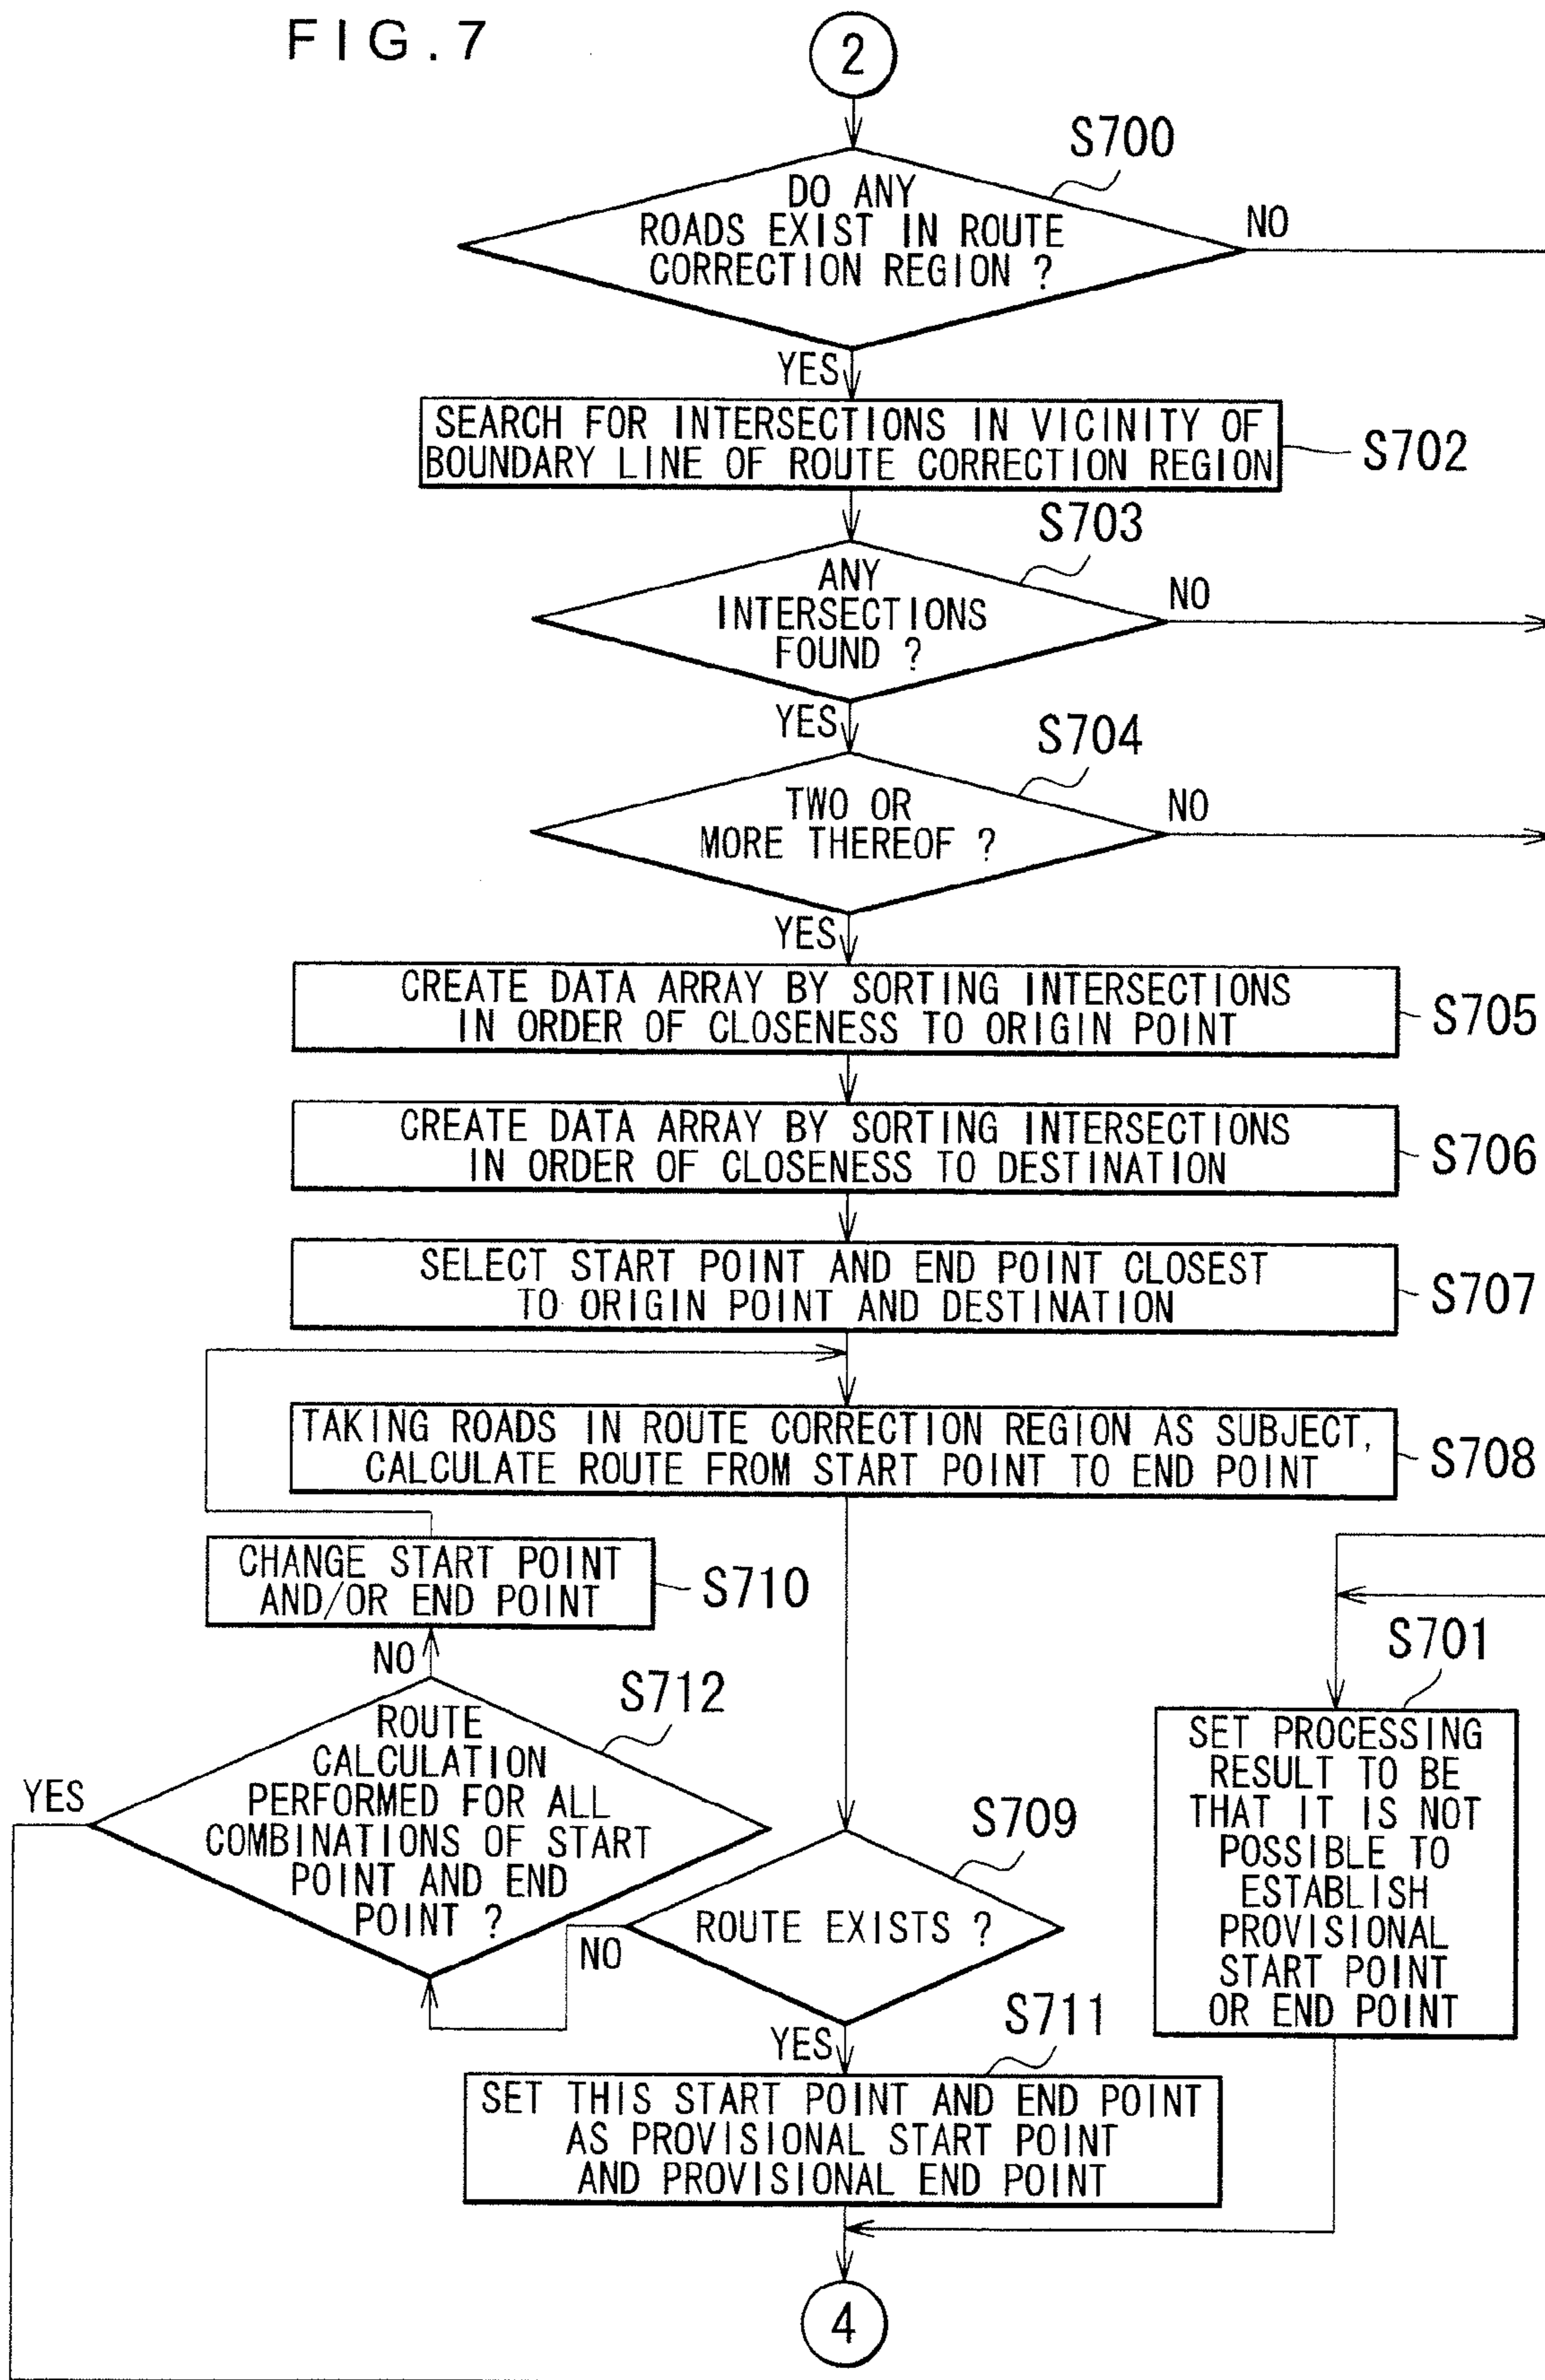 FIG.7
2
S700
DO ANY
ROADS EXIST IN ROUTE
CORRECTION REGION ?
NO
YES
SEARCH FOR INTERSECTIONS IN VICINITY OF
BOUNDARY LINE OF ROUTE CORRECTION REGION
S702
S703
ANY
INTERSECTIONS
FOUND ?
NO
YES
S704
TWO OR
MORE THEREOF ?
NO
YES
CREATE DATA ARRAY BY SORTING INTERSECTIONS
IN ORDER OF CLOSENESS TO ORIGIN POINT
S705
CREATE DATA ARRAY BY SORTING INTERSECTIONS
IN ORDER OF CLOSENESS TO DESTINATION
S706
SELECT START POINT AND END POINT CLOSEST
TO ORIGIN POINT AND DESTINATION
S707
TAKING ROADS IN ROUTE CORRECTION REGION AS SUBJECT,
CALCULATE ROUTE FROM START POINT TO END POINT
S708
CHANGE START POINT
AND/OR END POINT
S710
NO
S712
ROUTE
CALCULATION
PERFORMED FOR ALL
COMBINATIONS OF START
POINT AND END
POINT ?
YES
S709
ROUTE EXISTS ?
NO
YES
S701
SET PROCESSING
RESULT TO BE
THAT IT IS NOT
POSSIBLE TO
ESTABLISH
PROVISIONAL
START POINT
OR END POINT
S711
SET THIS START POINT AND END POINT
AS PROVISIONAL START POINT
AND PROVISIONAL END POINT
4